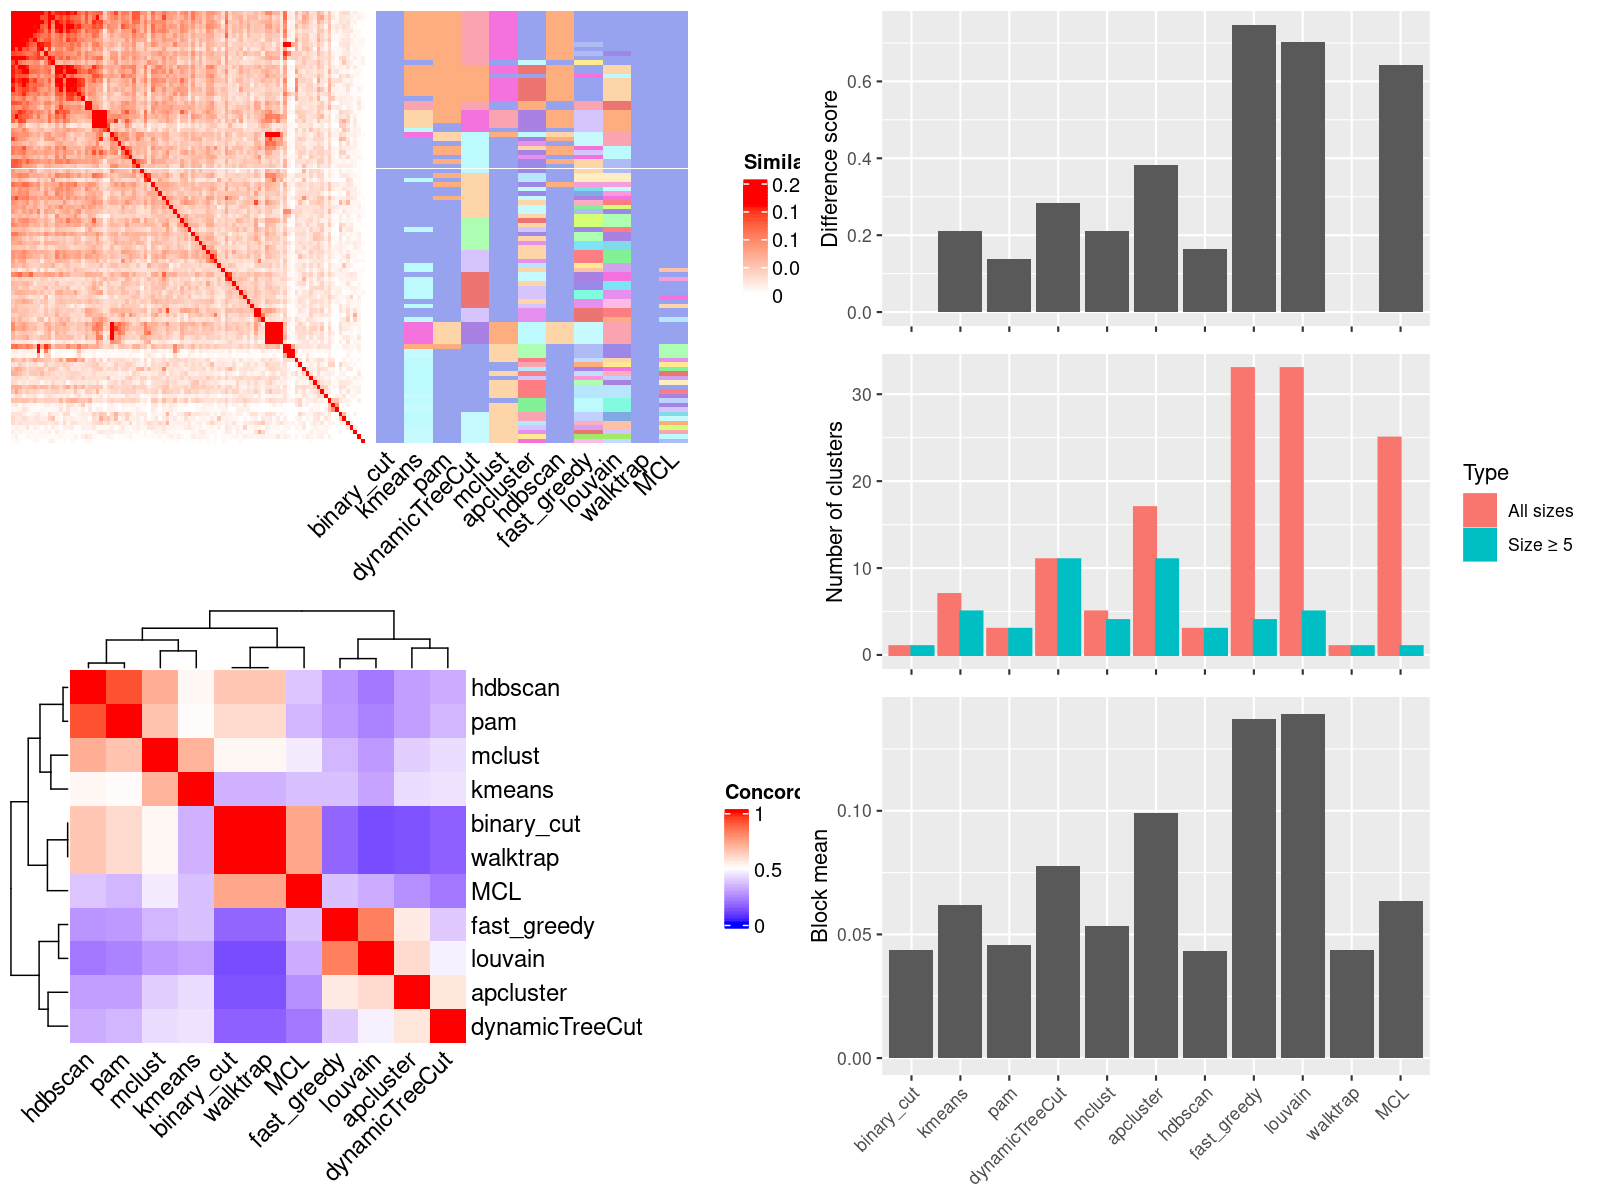 Simila
0.2
0.1
0.1
0.0
0
binary_cut
kmeans
pam
dynamicTreeCut
mclust
apcluster
hdbscan
fast_greedy
louvain
walktrap
MCL
Difference score
0.6
0.4
0.2
0.0
Number of clusters
30
20
10
0
Type
All sizes
Size ≥ 5
hdbscan
pam
mclust
kmeans
binary_cut
walktrap
MCL
fast_greedy
louvain
apcluster
dynamicTreeCut
hdbscan
pam
mclust
kmeans
binary_cut
walktrap
MCL
fast_greedy
louvain
apcluster
dynamicTreeCut
Concord
1
0.5
0
Block mean
0.10
0.05
0.00
binary_cut
kmeans
pam
dynamicTreeCut
mclust
apcluster
hdbscan
fast_greedy
louvain
walktrap
MCL